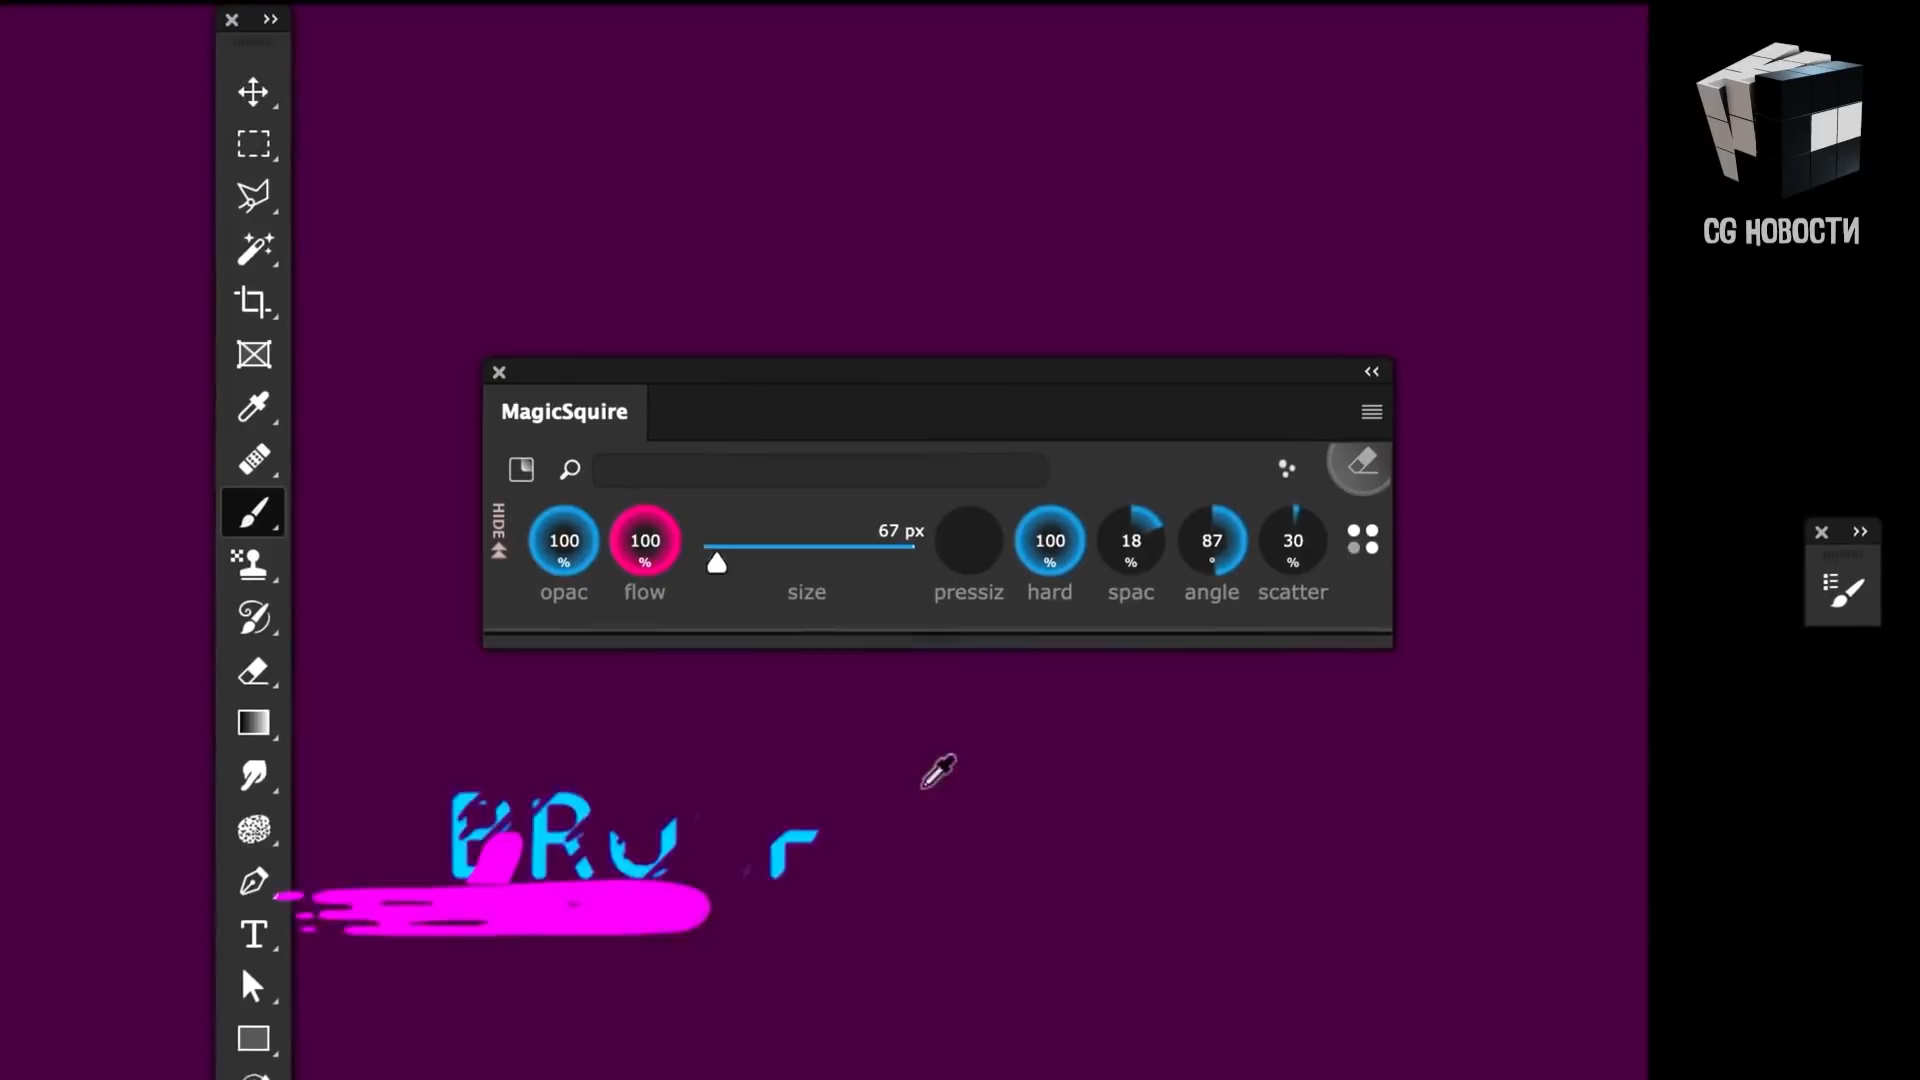 CG НОВОСТИ
MagicSquire
HIDE
67 px
100 % 100 % 100 % 18 % 87 ° 30 %
opac flow size pressiz hard spac angle scatter